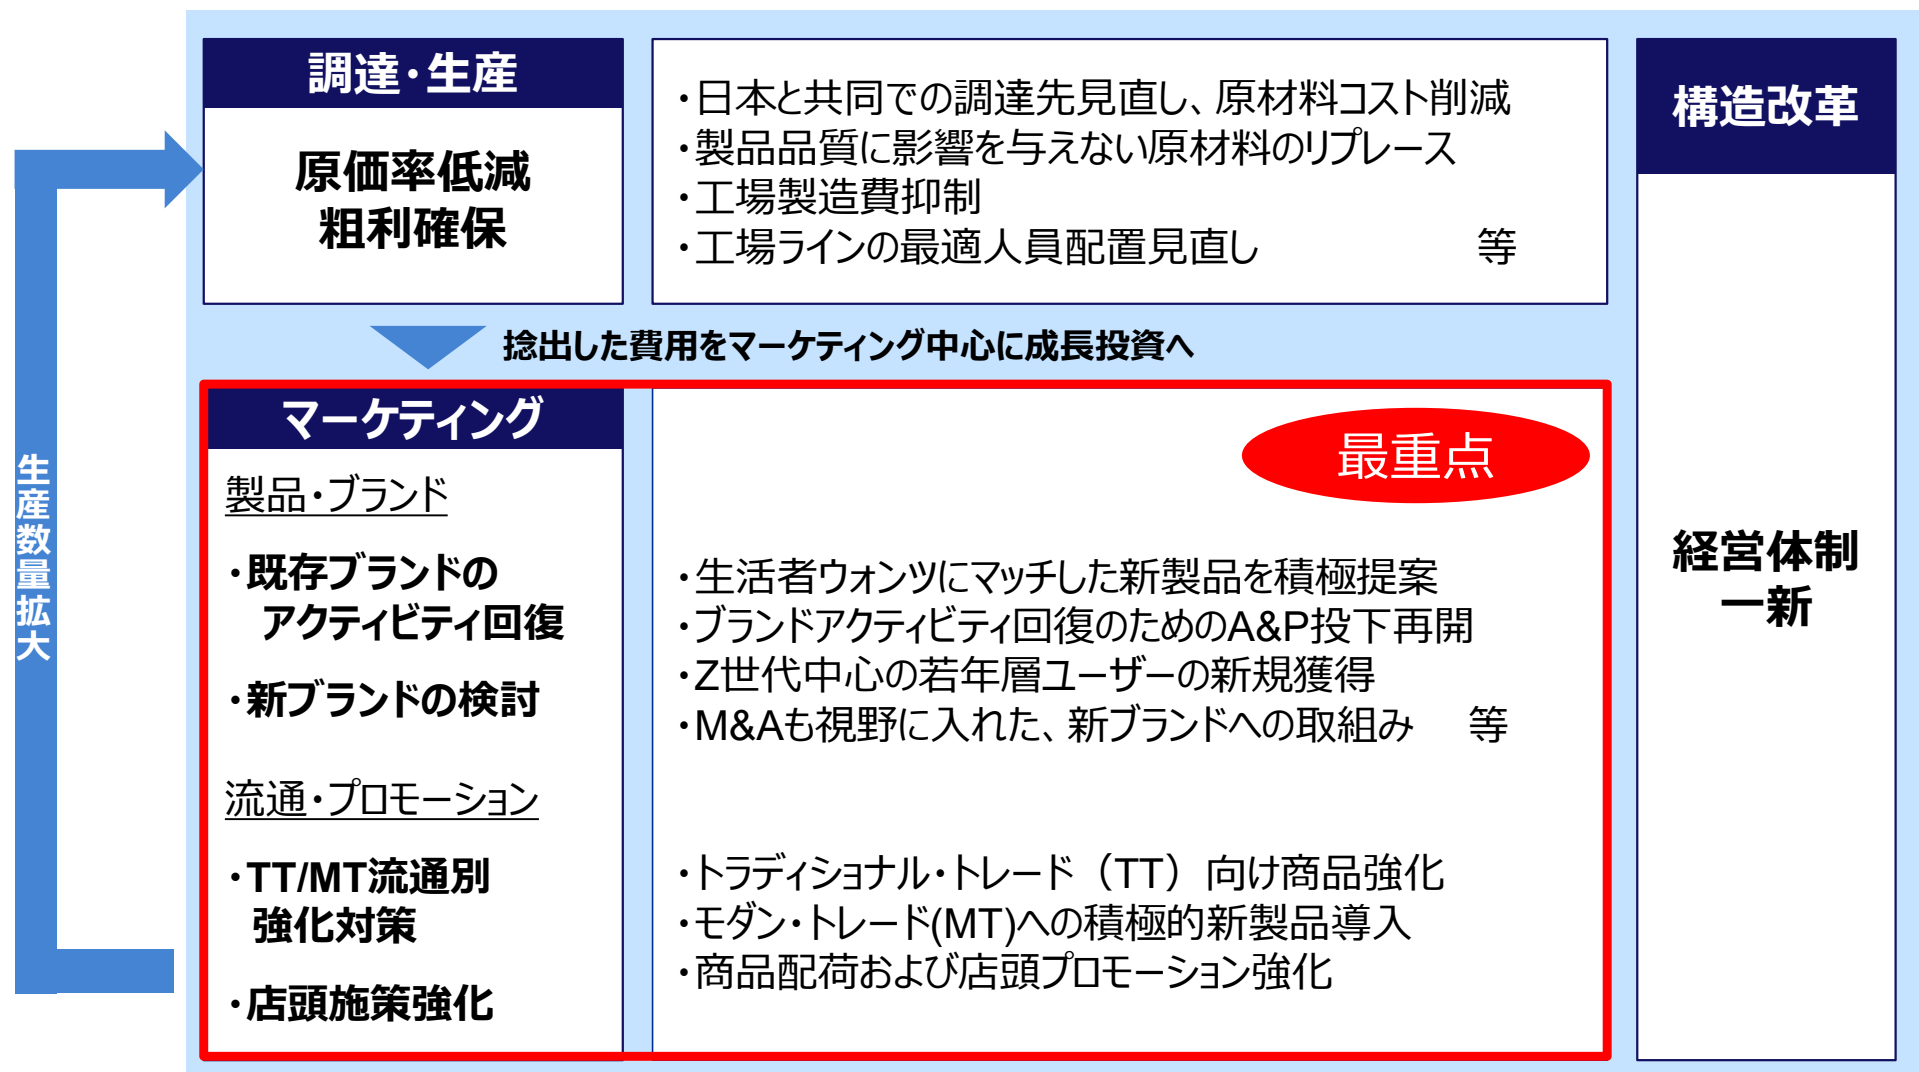 調達・生産
原価率低減
粗利確保
・日本と共同での調達先見直し、原材料コスト削減
・製品品質に影響を与えない原材料のリプレース
・工場製造費抑制
・工場ラインの最適人員配置見直し 等
構造改革
経営体制
一新
捻出した費用をマーケティング中心に成長投資へ
生産数量拡大
マーケティング
最重点
製品・ブランド
・既存ブランドの
アクティビティ回復
・新ブランドの検討
・生活者ウォンツにマッチした新製品を積極提案
・ブランドアクティビティ回復のためのA&P投下再開
・Z世代中心の若年層ユーザーの新規獲得
・M&Aも視野に入れた、新ブランドへの取組み 等
流通・プロモーション
・TT/MT流通別
強化対策
・店頭施策強化
・トラディショナル・トレード（TT）向け商品強化
・モダン・トレード(MT)への積極的新製品導入
・商品配荷および店頭プロモーション強化